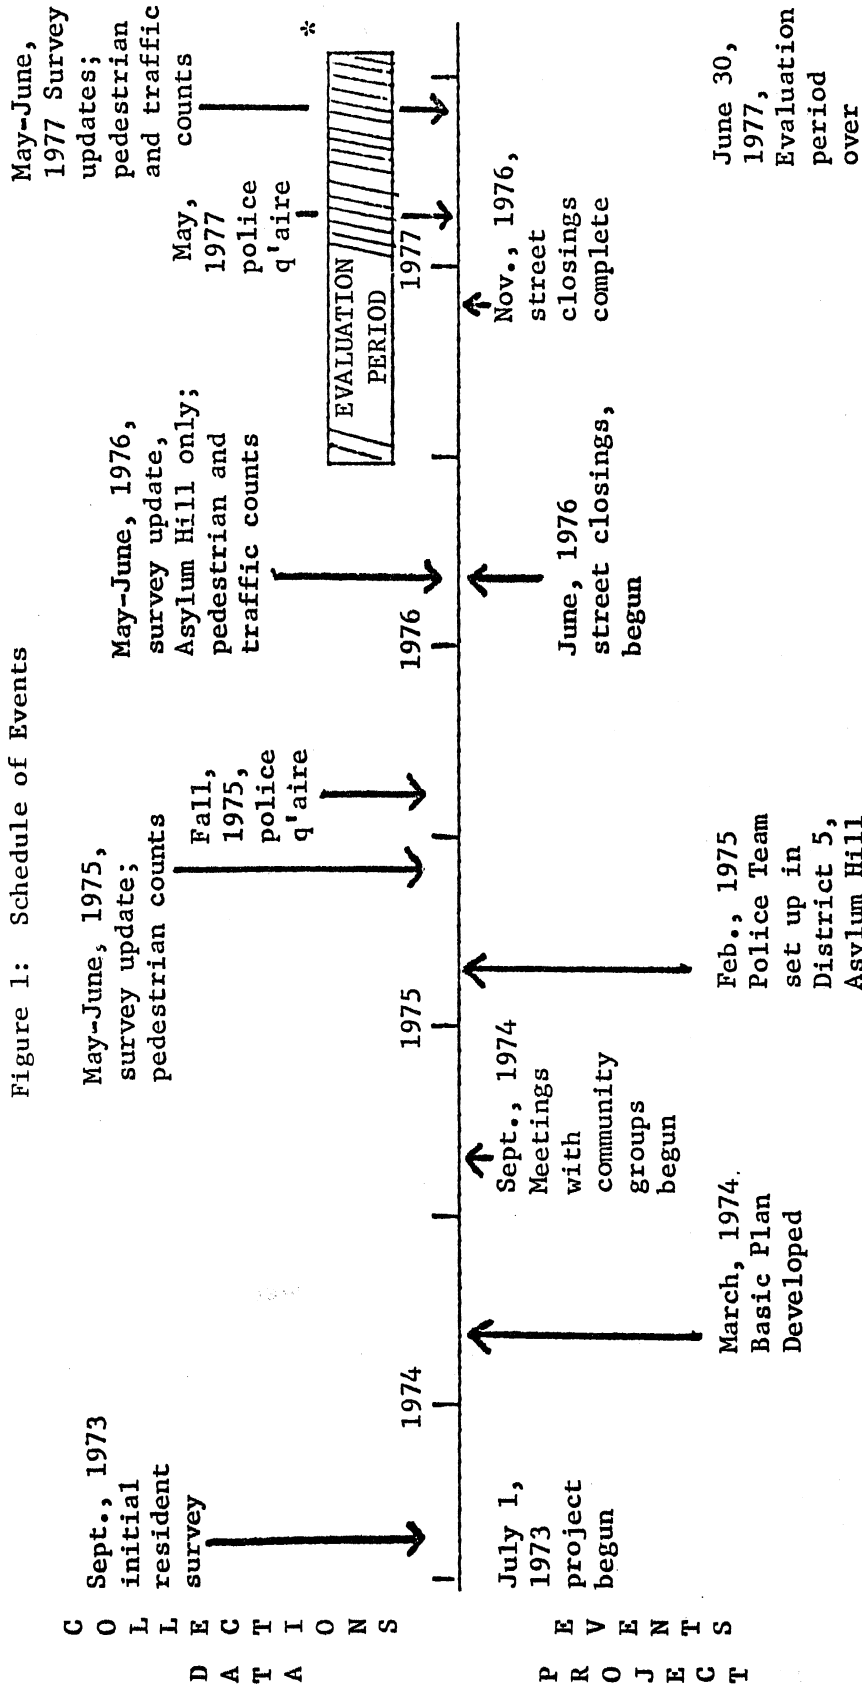 Figure 1: Schedule of Events
DATA
COLLECTIONS
Sept., 1973
initial
resident
survey
May-June, 1975,
survey update;
pedestrian counts
Fall,
1975,
police
q'aire
May-June, 1976,
survey update,
Asylum Hill only;
pedestrian and
traffic counts
May,
1977
police
q'aire
May-June,
1977 Survey
updates;
pedestrian
and traffic
counts
*
EVALUATION
PERIOD
1974
1975
1976
1977
PROJECT
EVENTS
July 1,
1973
project
begun
March, 1974.
Basic Plan
Developed
Sept., 1974
Meetings
with
community
groups
begun
Feb., 1975
Police Team
set up in
District 5,
Asylum Hill
June, 1976
street closings,
begun
Nov., 1976,
street
closings
complete
June 30,
1977,
Evaluation
period
over